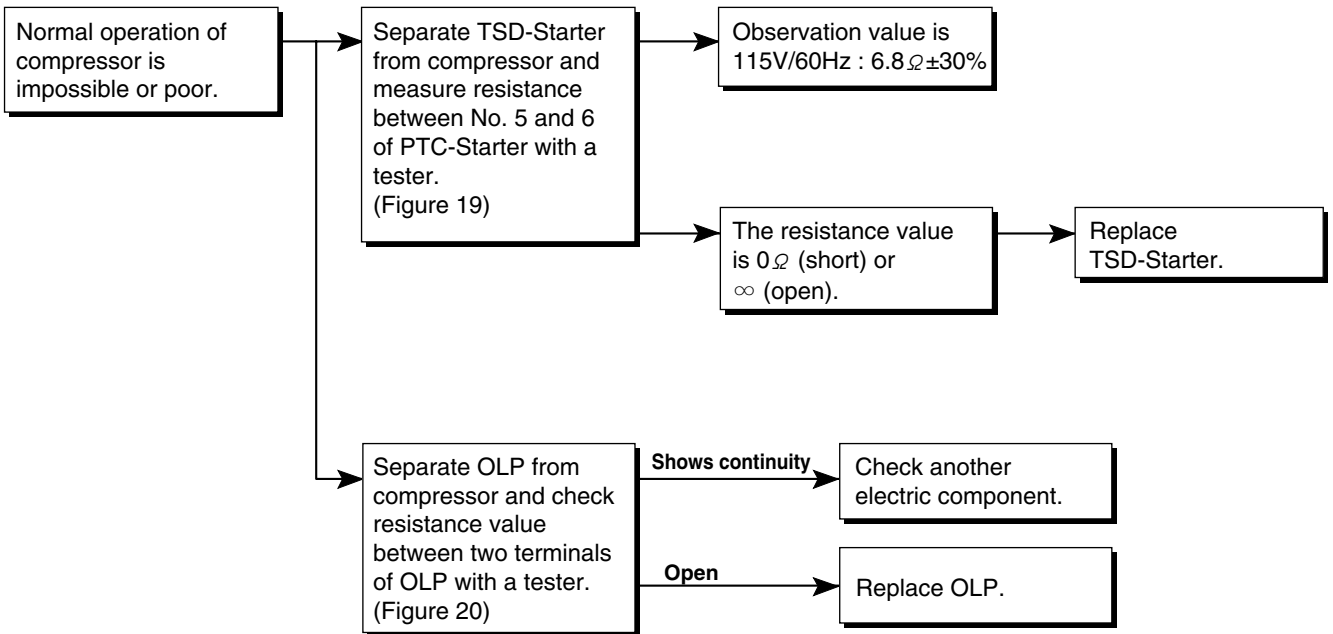 Normal operation of
compressor is
impossible or poor.
Separate TSD-Starter
from compressor and
measure resistance
between No. 5 and 6
of PTC-Starter with a
tester.
(Figure 19)
Observation value is
115V/60Hz : 6.8Ω±30%
The resistance value
is 0Ω (short) or
∞ (open).
Replace
TSD-Starter.
Separate OLP from
compressor and check
resistance value
between two terminals
of OLP with a tester.
(Figure 20)
Shows continuity
Check another
electric component.
Open
Replace OLP.